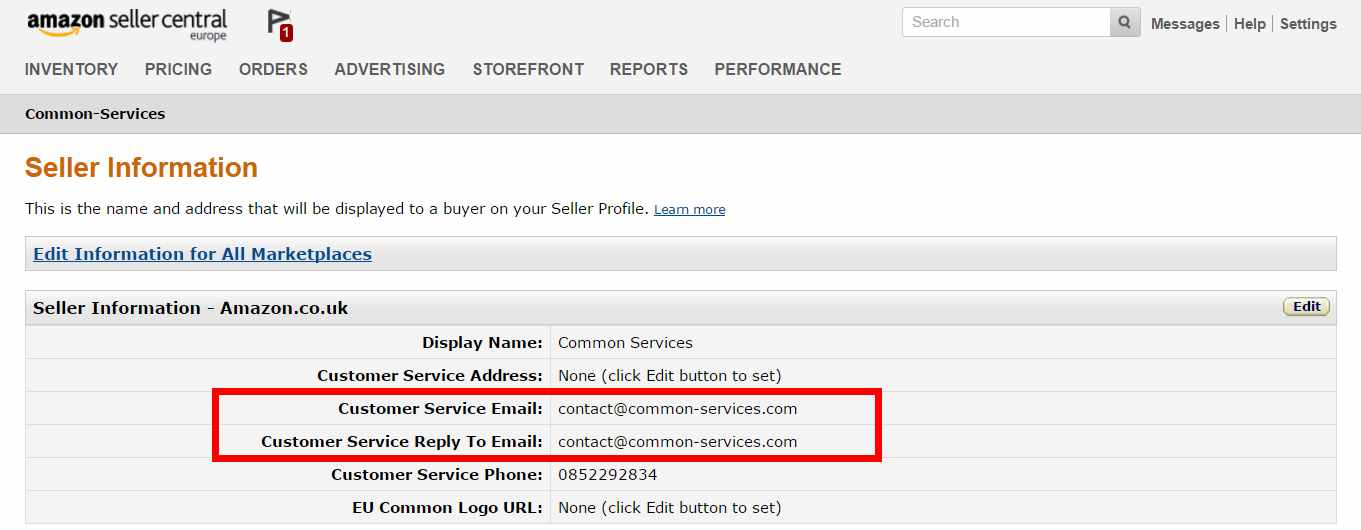 amazon seller central
europe
1
Search
Messages | Help | Settings
INVENTORY PRICING ORDERS ADVERTISING STOREFRONT REPORTS PERFORMANCE
Common-Services
Seller Information
This is the name and address that will be displayed to a buyer on your Seller Profile. Learn more
Edit Information for All Marketplaces
Seller Information - Amazon.co.uk Edit
Display Name: Common Services
Customer Service Address: None (click Edit button to set)
Customer Service Email: contact@common-services.com
Customer Service Reply To Email: contact@common-services.com
Customer Service Phone: 0852292834
EU Common Logo URL: None (click Edit button to set)